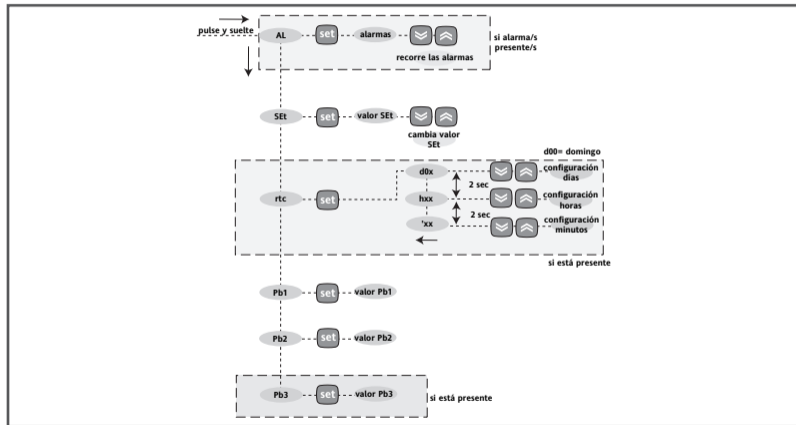 pulse y suelte
AL
set
alarmas
recorre las alarmas
si alarma/s
presente/s
SEt
set
valor SEt
cambia valor
SEt
d00= domingo
rtc
set
d0x
2 sec
configuración
días
hxx
2 sec
configuración
horas
'xx
configuración
minutos
si está presente
Pb1
set
valor Pb1
Pb2
set
valor Pb2
Pb3
set
valor Pb3
si está presente